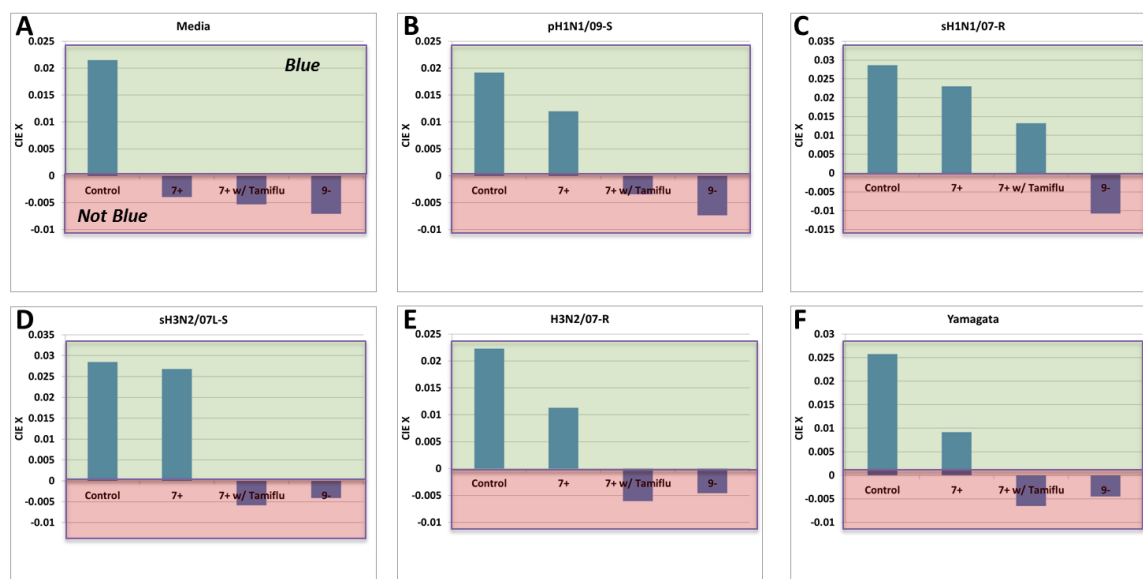 A
Media
0.025
0.02
0.015
0.01
0.005
0
-0.005
-0.01
CIE X
Blue
Not Blue
Control 7+ 7+ w/ Tamiflu 9-
B
pH1N1/09-S
0.025
0.02
0.015
0.01
0.005
0
-0.005
-0.01
CIE X
Control 7+ 7+ w/ Tamiflu 9-
C
sH1N1/07-R
0.035
0.03
0.025
0.02
0.015
0.01
0.005
0
-0.005
-0.01
-0.015
CIE X
Control 7+ 7+ w/ Tamiflu 9-
D
sH3N2/07L-S
0.035
0.03
0.025
0.02
0.015
0.01
0.005
0
-0.005
-0.01
CIE X
Control 7+ 7+ w/ Tamiflu 9-
E
H3N2/07-R
0.025
0.02
0.015
0.01
0.005
0
-0.005
-0.01
CIE X
Control 7+ 7+ w/ Tamiflu 9-
F
Yamagata
0.03
0.025
0.02
0.015
0.01
0.005
0
-0.005
-0.01
CIE X
Control 7+ 7+ w/ Tamiflu 9-